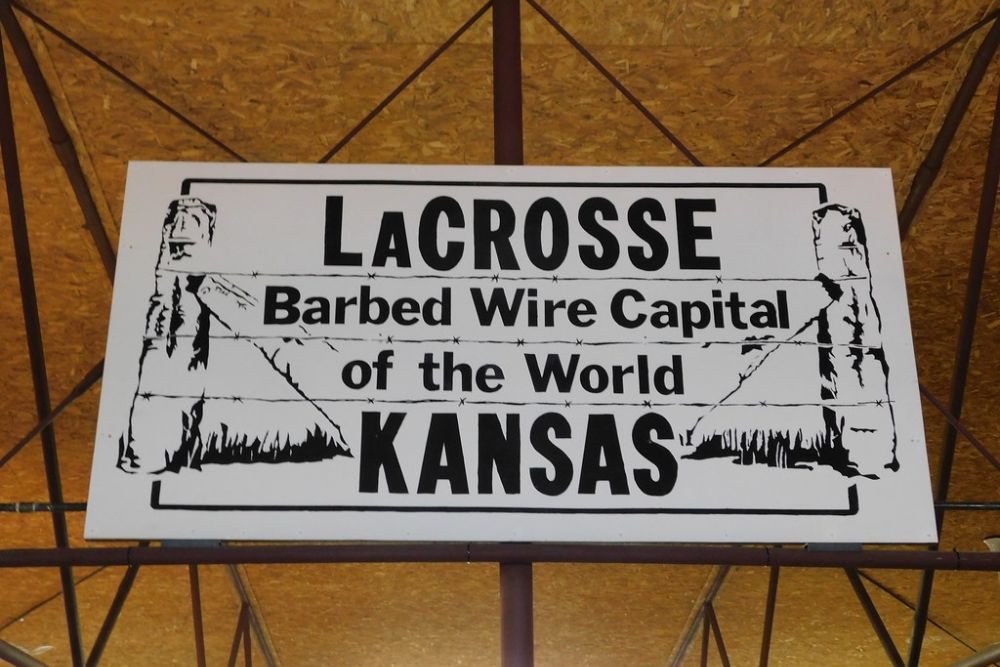 LaCROSSE
Barbed Wire Capital
of the World
KANSAS